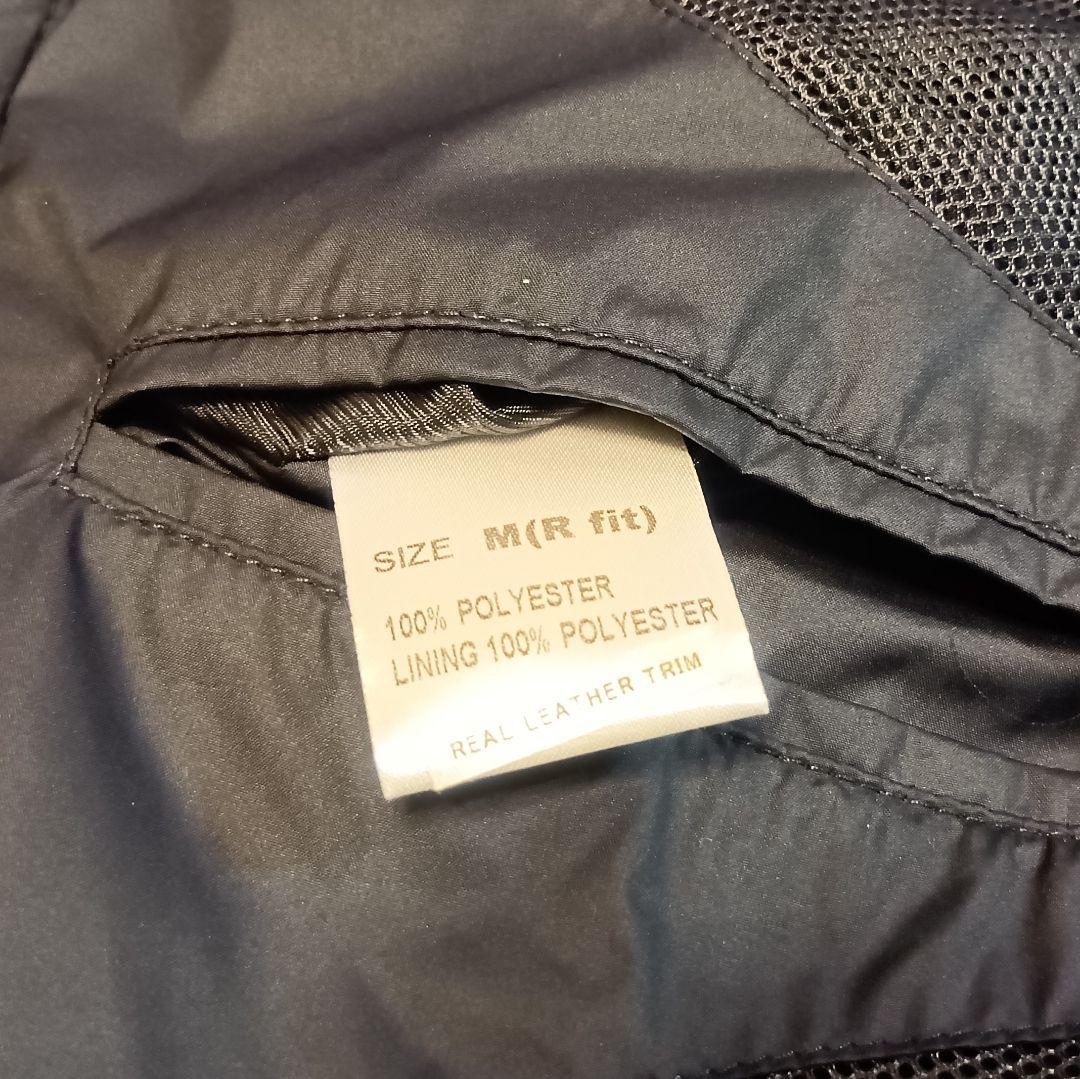 SIZE M(R fit)
100% POLYESTER
LINING 100% POLYESTER
REAL LEATHER TRIM